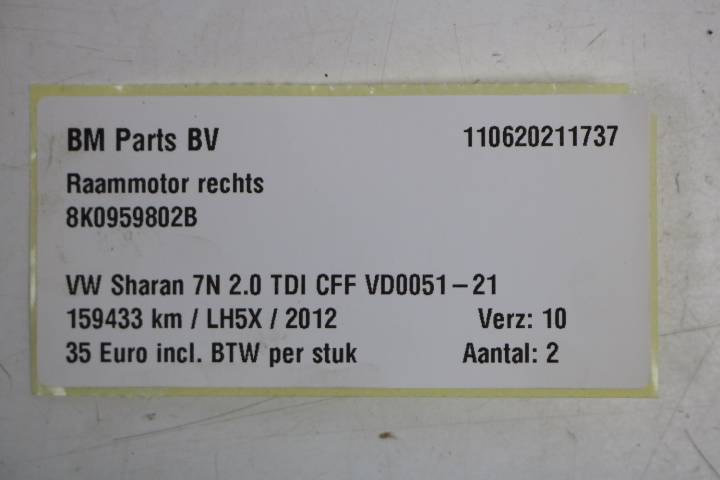 BM Parts BV 110620211737
Raammotor rechts
8K0959802B
VW Sharan 7N 2.0 TDI CFF VD0051-21
159433 km / LH5X / 2012 Verz: 10
35 Euro incl. BTW per stuk Aantal: 2